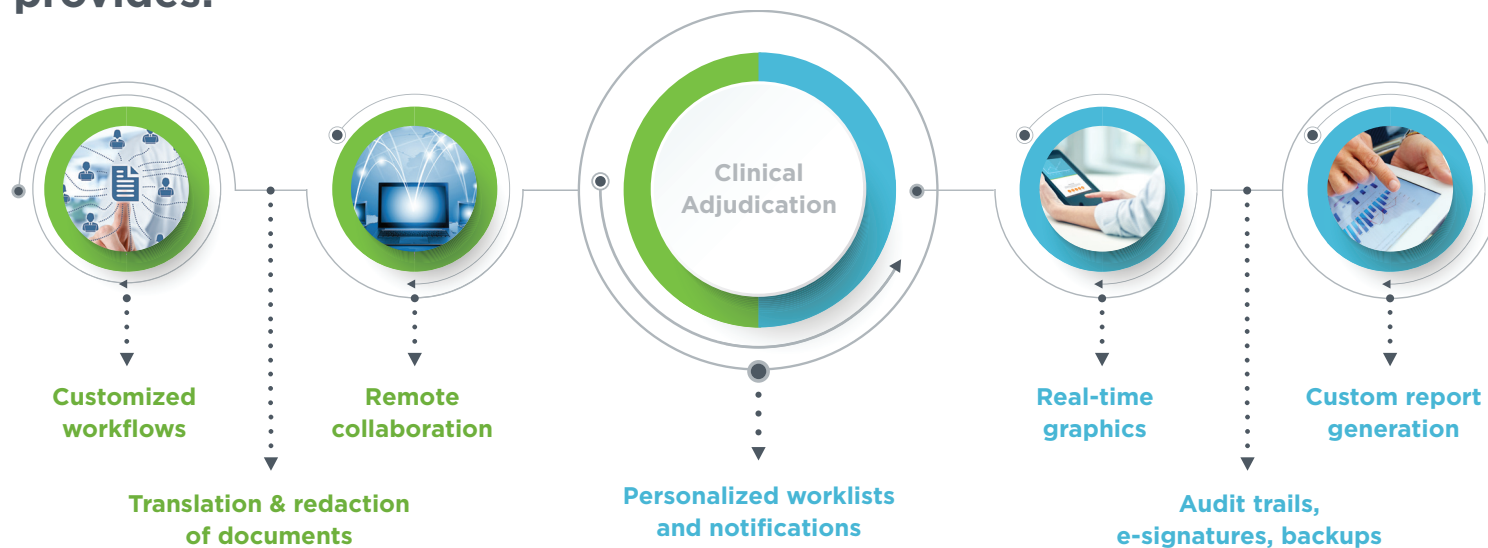 provides:
Clinical
Adjudication
Customized
workflows
Remote
collaboration
Real-time
graphics
Custom report
generation
Translation & redaction
of documents
Personalized worklists
and notifications
Audit trails,
e-signatures, backups